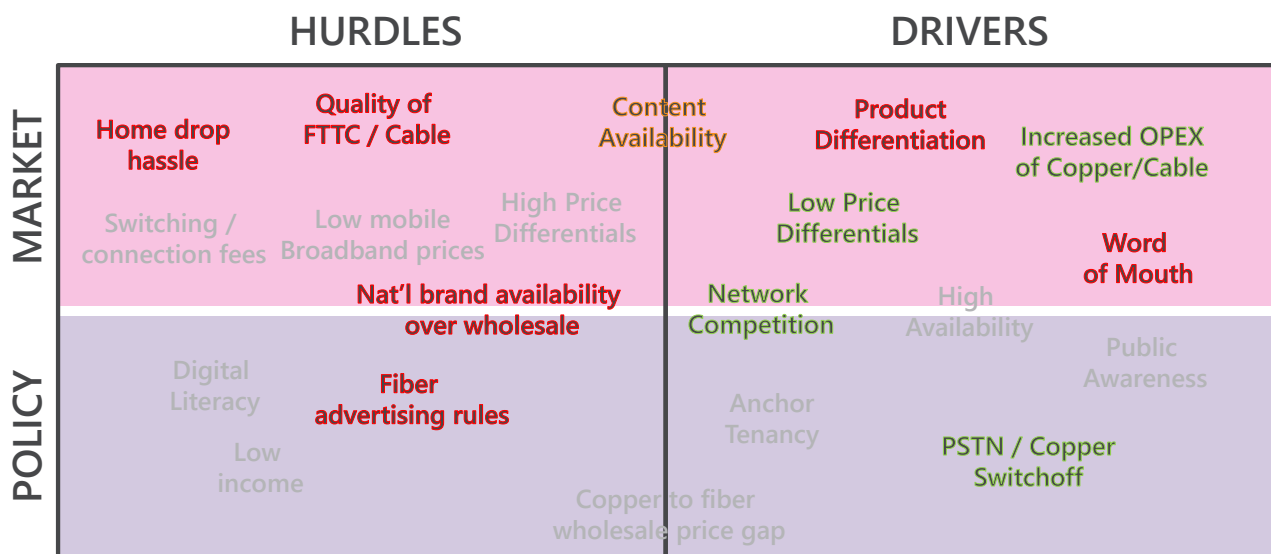 HURDLES
DRIVERS
MARKET
Home drop
hassle
Quality of
FTTC / Cable
Content
Availability
Product
Differentiation
Increased OPEX
of Copper/Cable
Switching /
connection fees
Low mobile
Broadband prices
High Price
Differentials
Low Price
Differentials
Word
of Mouth
Nat'l brand availability
over wholesale
Network
Competition
High
Availability
POLICY
Digital
Literacy
Fiber
advertising rules
Public
Awareness
Anchor
Tenancy
Low
income
PSTN / Copper
Switchoff
Copper to fiber
wholesale price gap